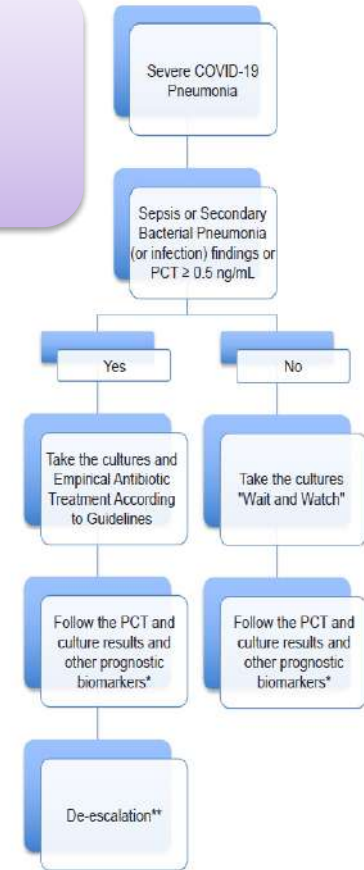 Severe COVID-19
Pneumonia
Sepsis or Secondary
Bacterial Pneumonia
(or infection) findings or
PCT ≥ 0.5 ng/mL
Yes
No
Take the cultures and
Empirical Antibiotic
Treatment According
to Guidelines
Take the cultures
"Wait and Watch"
Follow the PCT and
culture results and
other prognostic
biomarkers*
Follow the PCT and
culture results and
other prognostic
biomarkers*
De-escalation**